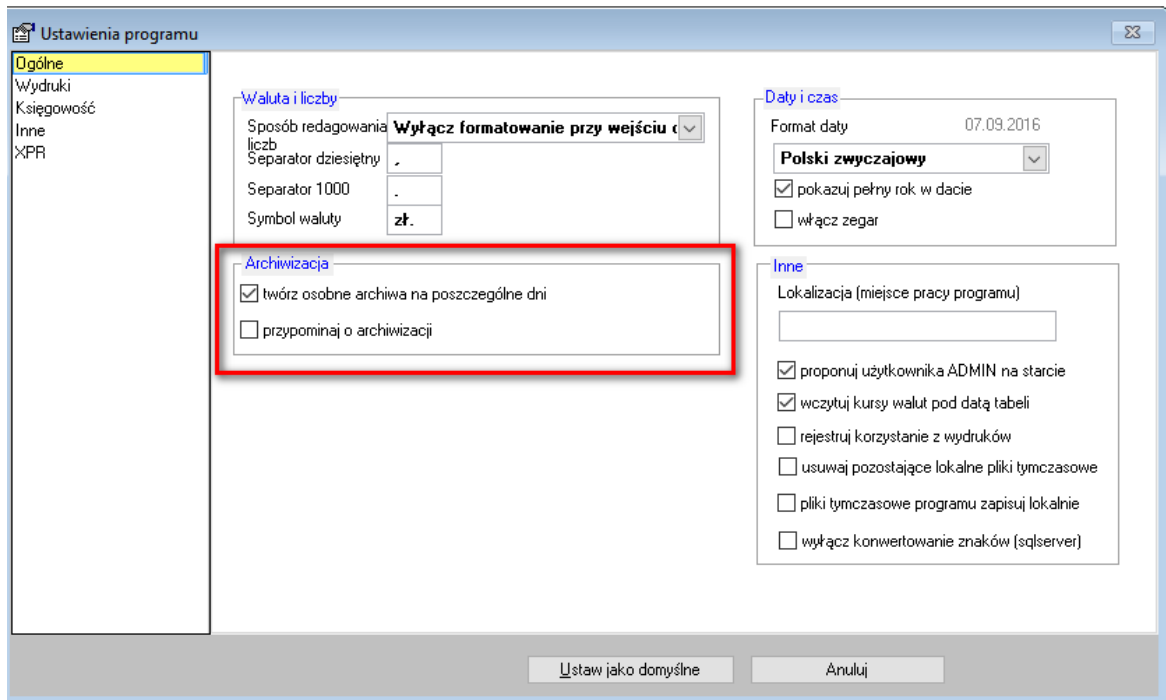 Ustawienia programu
Ogólne
Wydruki
Księgowość
Inne
XPR
Waluta i liczby
Sposób redagowania liczb
Wyłącz formatowanie przy wejściu
Separator dziesiętny ,
Separator 1000 .
Symbol waluty zł.
Archiwizacja
twórz osobne archiwa na poszczególne dni
przypominaj o archiwizacji
Daty i czas
Format daty 07.09.2016
Polski zwyczajowy
pokazuj pełny rok w dacie
włącz zegar
Inne
Lokalizacja (miejsce pracy programu)
proponuj użytkownika ADMIN na starcie
wczytuj kursy walut pod datą tabeli
rejestruj korzystanie z wydruków
usuwaj pozostające lokalne pliki tymczasowe
pliki tymczasowe programu zapisuj lokalnie
wyłącz konwertowanie znaków (sqlserver)
Ustaw jako domyślne
Anuluj